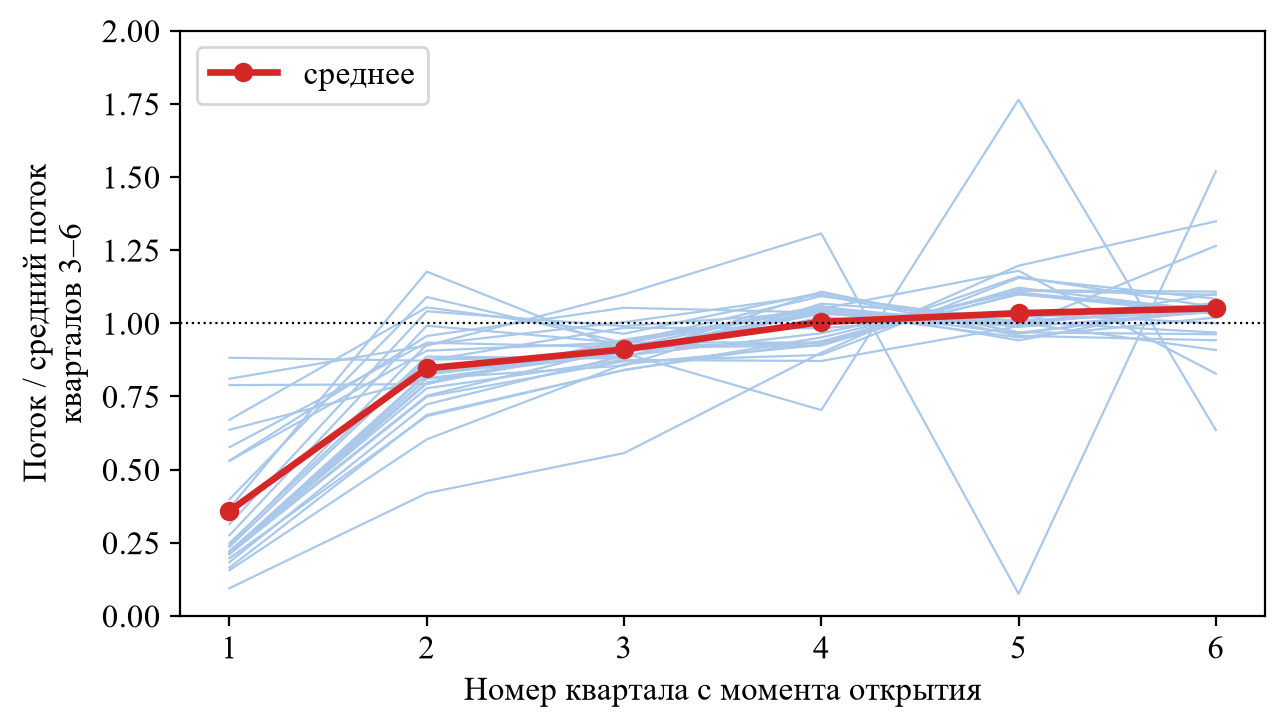 среднее
Поток / средний поток
кварталов 3–6
2.00
1.75
1.50
1.25
1.00
0.75
0.50
0.25
0.00
1 2 3 4 5 6
Номер квартала с момента открытия